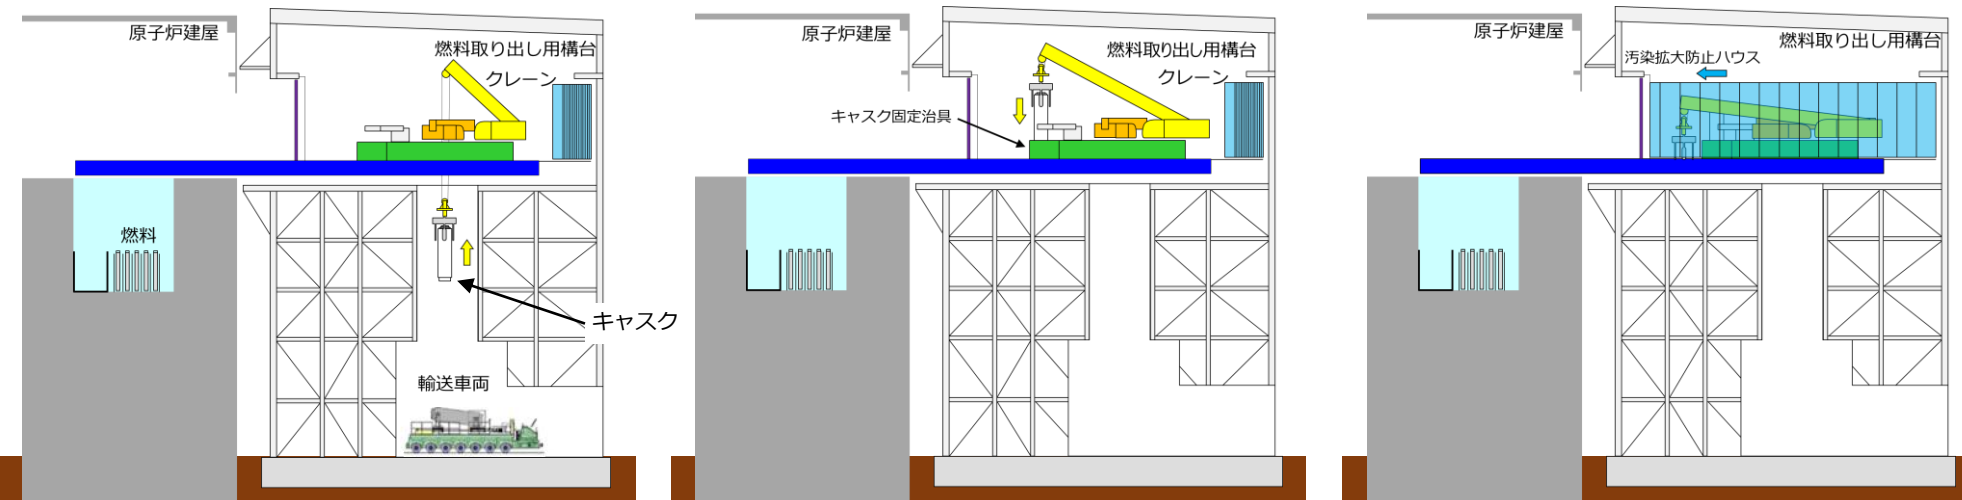 原子炉建屋
燃料取り出し用構台
クレーン
燃料
キャスク
輸送車両
原子炉建屋
燃料取り出し用構台
クレーン
キャスク固定治具
原子炉建屋
燃料取り出し用構台
汚染拡大防止ハウス